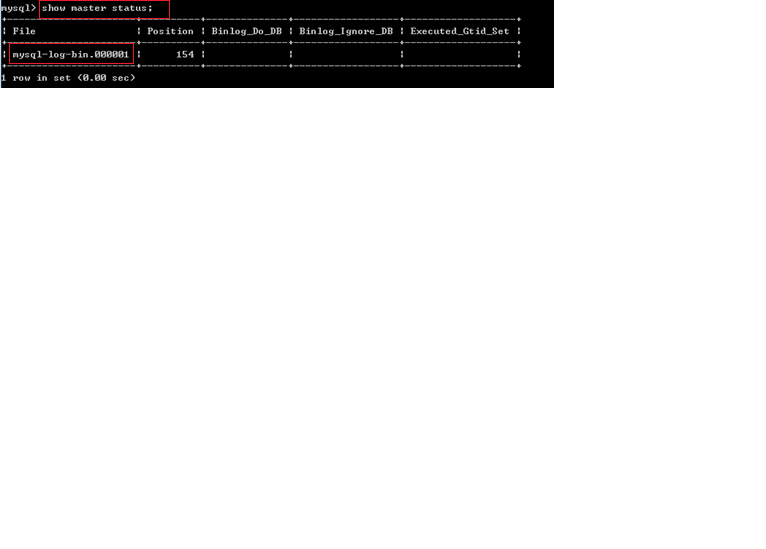 mysql> show master status;
+----------------------+----------+--------------+------------------+-------------------+
| File | Position | Binlog_Do_DB | Binlog_Ignore_DB | Executed_Gtid_Set |
+----------------------+----------+--------------+------------------+-------------------+
| mysql-log-bin.000001 | 154 | | | |
+----------------------+----------+--------------+------------------+-------------------+
1 row in set (0.00 sec)